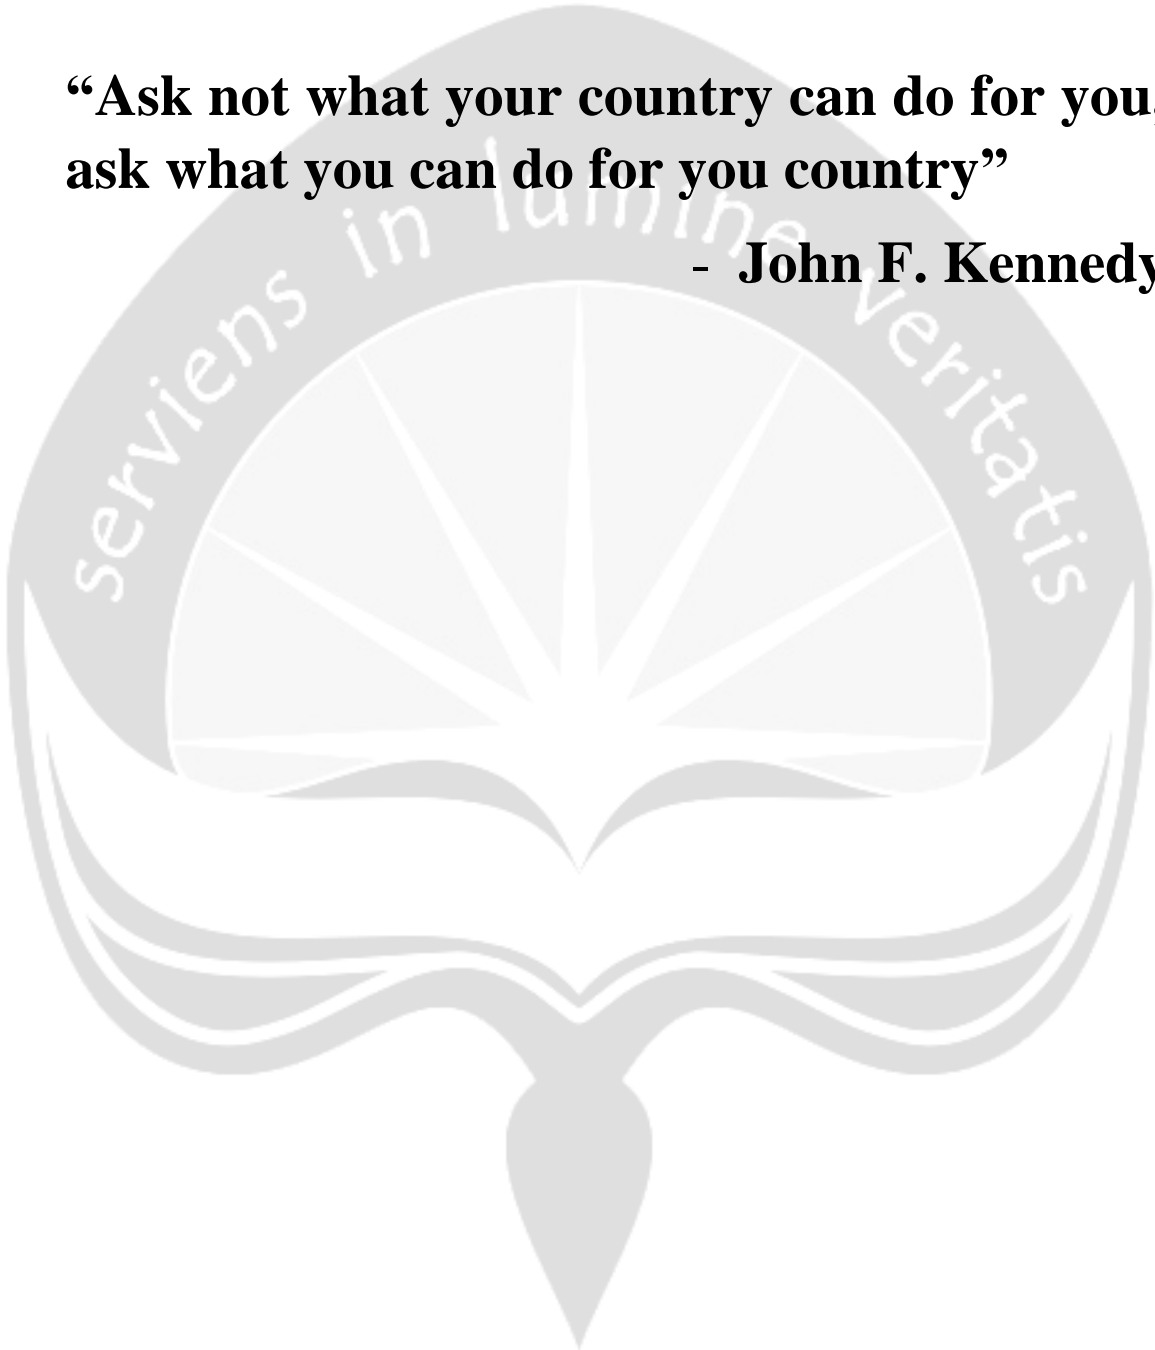 “Ask not what your country can do for you,
ask what you can do for you country”
- John F. Kennedy
serviens in lumine veritatis